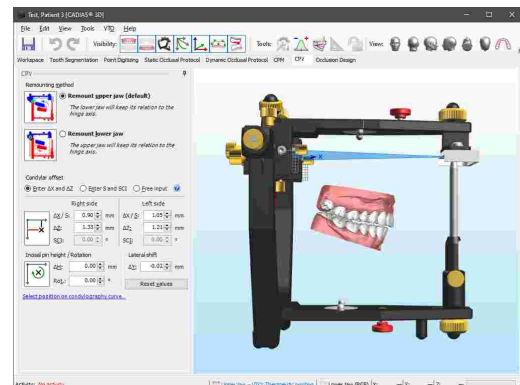 Test, Patient 3 [CADIAS® 3D]
File Edit View Tools VTO Help
Visibility: Tools: View:
Workspace Tooth Segmentation Point Digitizing Static Occlusal Protocol Dynamic Occlusal Protocol CPM CPV Occlusion Design
CPV
Remounting method
Remount upper jaw (default)
The lower jaw will keep its relation to the
hinge axis.
Remount lower jaw
The upper jaw will keep its relation to the
hinge axis.
Condylar offset
Enter ΔX and ΔZ Enter S and SCI Free input
Right side Left side
ΔX / S: 0.90 mm ΔX / S: 1.05 mm
ΔZ: 1.33 mm ΔZ: 1.21 mm
SCI: 0.00 ° SCI: 0.00 °
Incisal pin height / Rotation Lateral shift
ΔH: 0.00 mm ΔY: -0.02 mm
Rot.: 0.00 ° Reset values
Select position on condylography curve...
Activity: No Activity